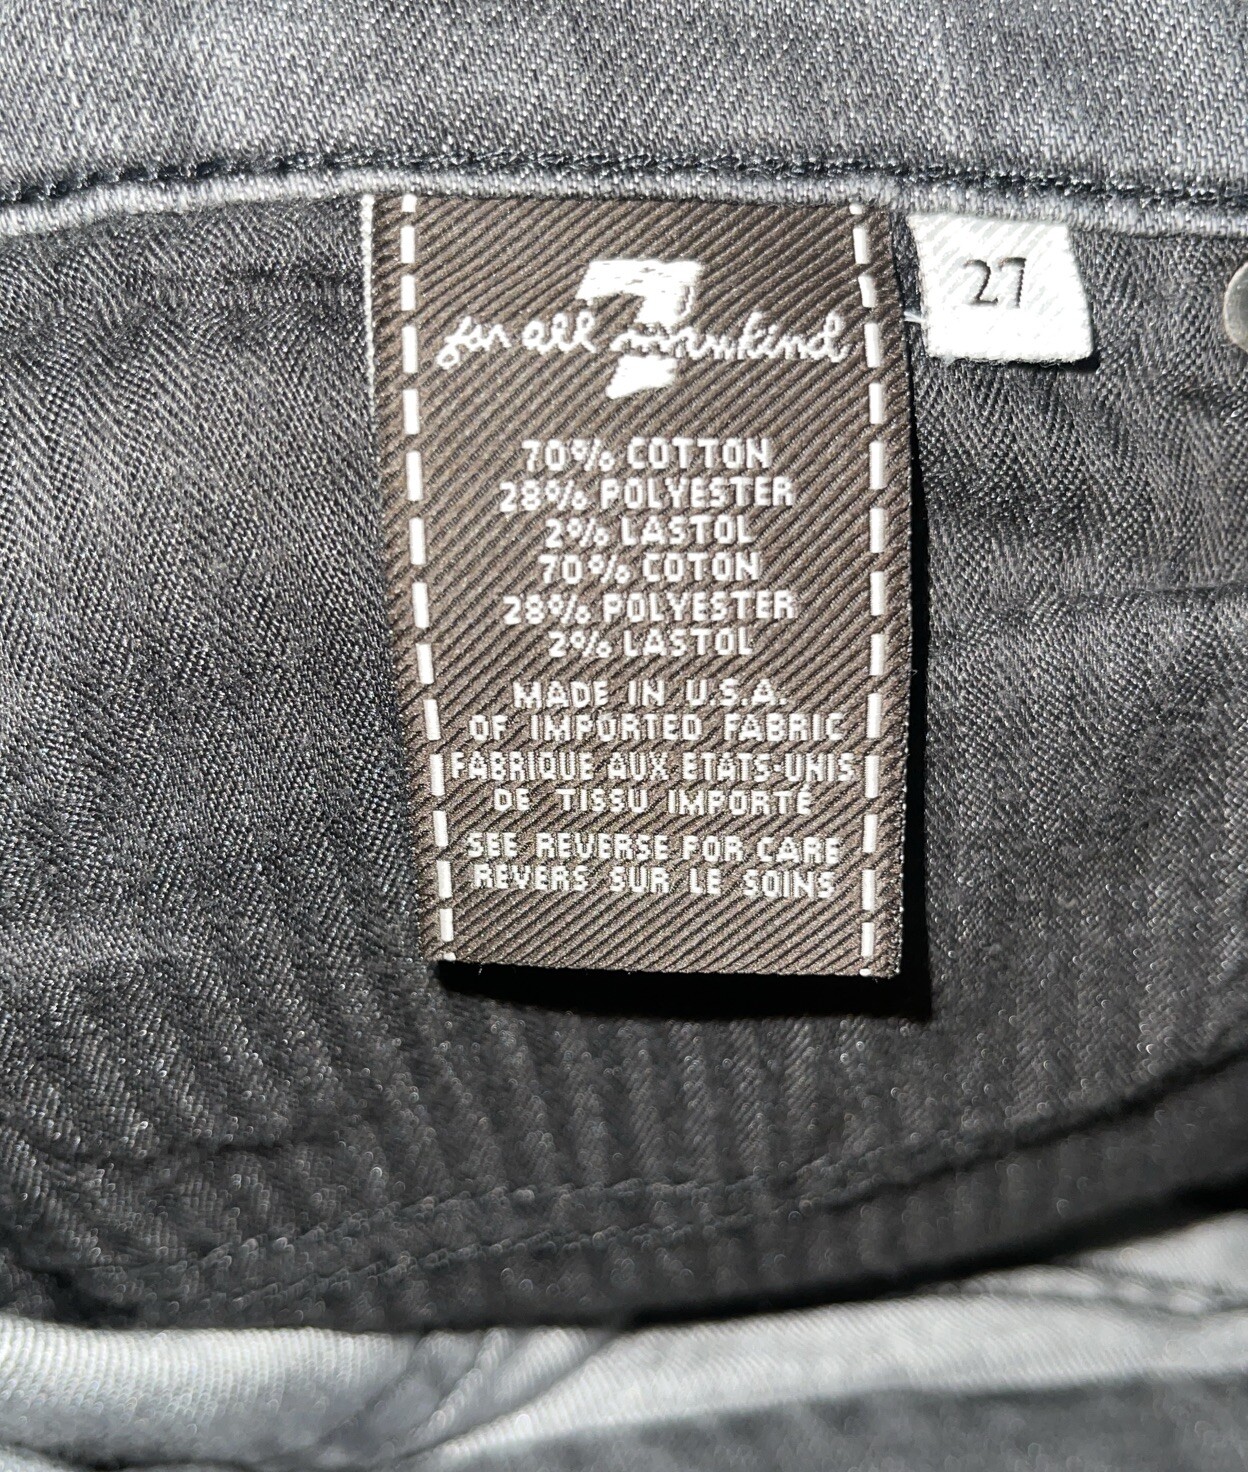 7
for all mankind
27
70% COTTON
28% POLYESTER
2% LASTOL
70% COTON
28% POLYESTER
2% LASTOL
MADE IN U.S.A.
OF IMPORTED FABRIC
FABRIQUE AUX ETATS-UNIS
DE TISSU IMPORTÉ
SEE REVERSE FOR CARE
REVERS SUR LE SOINS